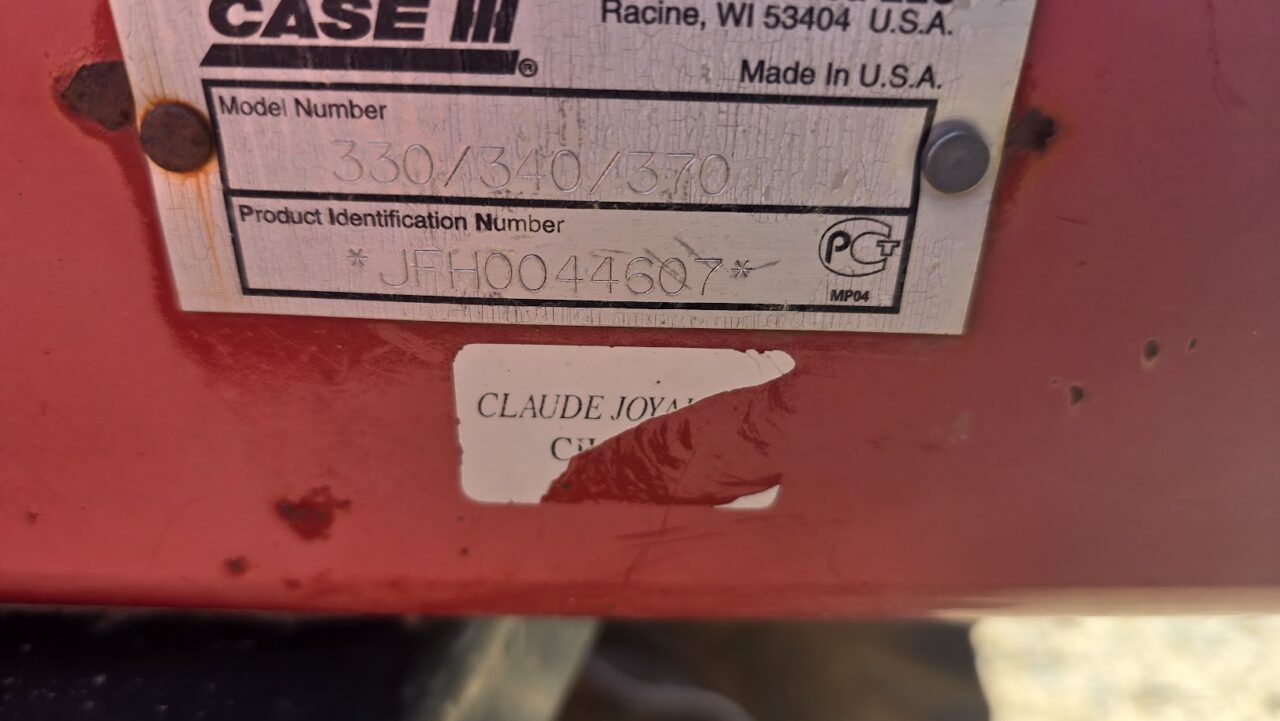 CASE III
Racine, WI 53404 U.S.A.
®
Made In U.S.A.
Model Number
330/340/370
Product Identification Number
*JFH0044607*
PCT
MP04
CLAUDE JOYAL